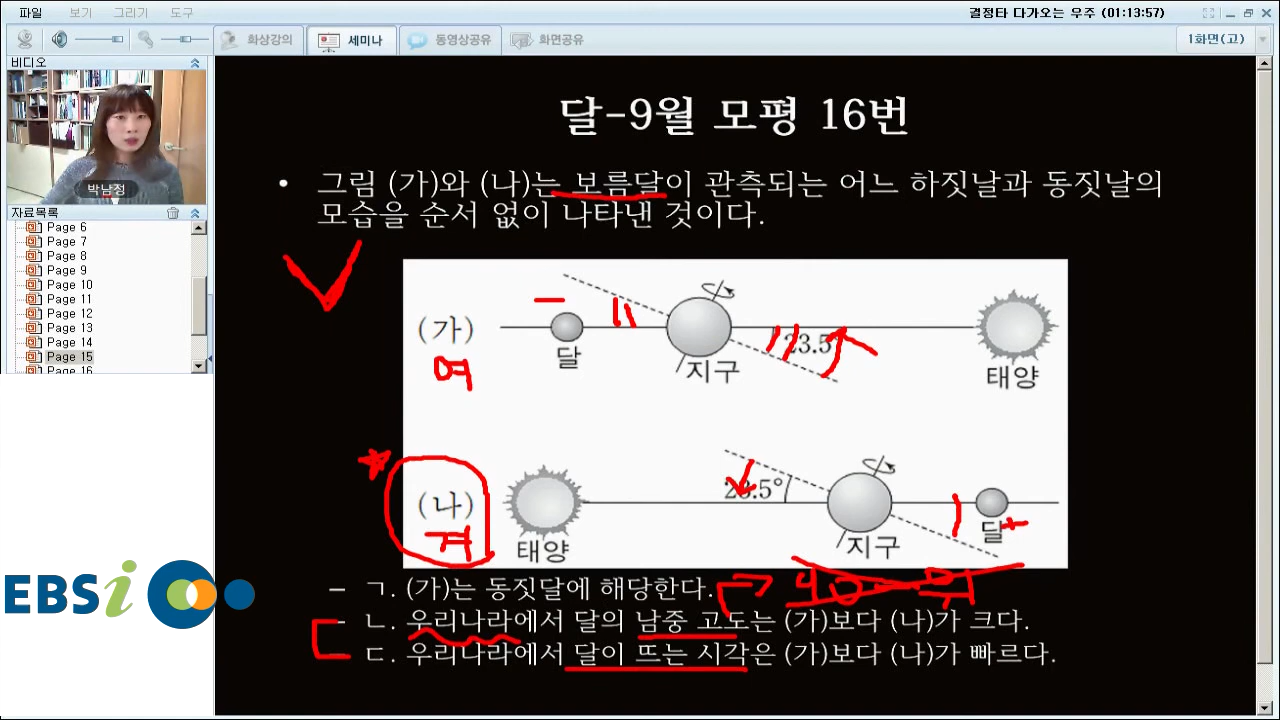 파일 보기 그리기 도구
결정타 다가오는 우주 (01:13:57)
화상강의 세미나 동영상공유 화면공유
1화면(고)
비디오
박남정
자료목록
Page 6
Page 7
Page 8
Page 9
Page 10
Page 11
Page 12
Page 13
Page 14
Page 15
Page 16
달-9월 모평 16번
• 그림 (가)와 (나)는 보름달이 관측되는 어느 하짓날과 동짓날의
모습을 순서 없이 나타낸 것이다.
(가)
여
달
지구
23.5
태양
(나)
겨
태양
23.5°
지구
달
+
EBSi
– ㄱ. (가)는 동짓달에 해당한다.
90-위
- ㄴ. 우리나라에서 달의 남중 고도는 (가)보다 (나)가 크다.
ㄷ. 우리나라에서 달이 뜨는 시각은 (가)보다 (나)가 빠르다.